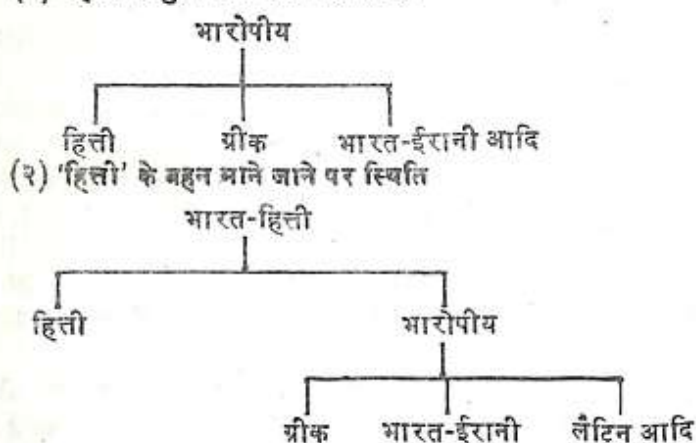 भारोपीय
हित्ती ग्रीक भारत-ईरानी आदि
(२) 'हित्ती' के बहन माने जाने पर स्थिति
भारत-हित्ती
हित्ती भारोपीय
ग्रीक भारत-ईरानी लैटिन आदि